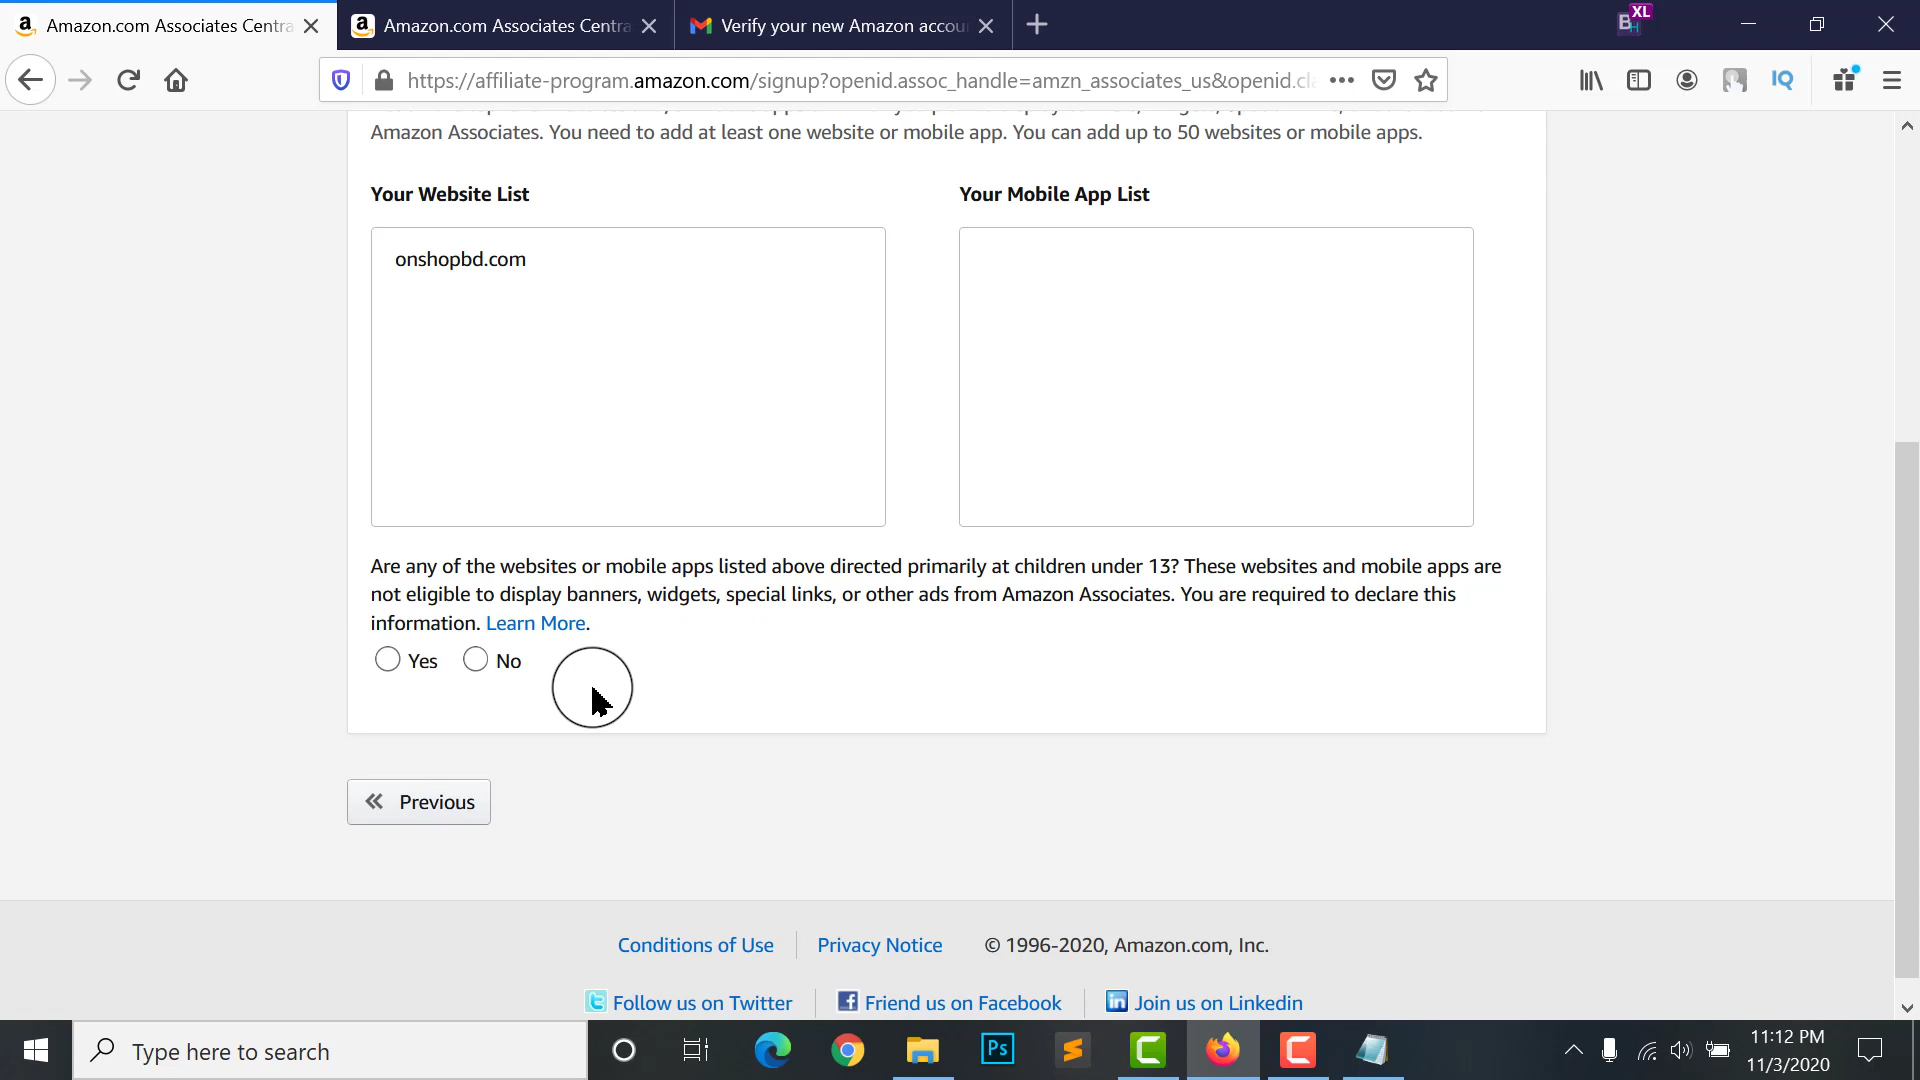 Amazon.com Associates Centra
Amazon.com Associates Centra
Verify your new Amazon accou
XL
https://affiliate-program.amazon.com/signup?openid.assoc_handle=amzn_associates_us&openid.cl
IQ
Amazon Associates. You need to add at least one website or mobile app. You can add up to 50 websites or mobile apps.
Your Website List
Your Mobile App List
onshopbd.com
Are any of the websites or mobile apps listed above directed primarily at children under 13? These websites and mobile apps are
not eligible to display banners, widgets, special links, or other ads from Amazon Associates. You are required to declare this
information. Learn More.
Yes No
Previous
Conditions of Use
Privacy Notice
© 1996-2020, Amazon.com, Inc.
Follow us on Twitter
Friend us on Facebook
Join us on Linkedin
Type here to search
Ps
11:12 PM
11/3/2020